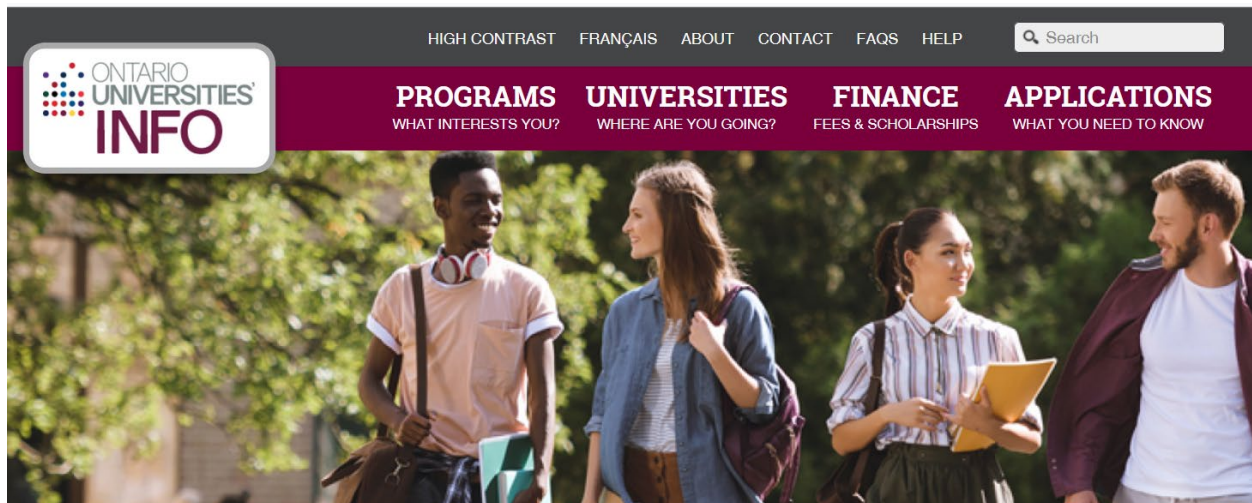 HIGH CONTRAST FRANÇAIS ABOUT CONTACT FAQS HELP Search
ONTARIO
UNIVERSITIES'
INFO
PROGRAMS UNIVERSITIES FINANCE APPLICATIONS
WHAT INTERESTS YOU? WHERE ARE YOU GOING? FEES & SCHOLARSHIPS WHAT YOU NEED TO KNOW